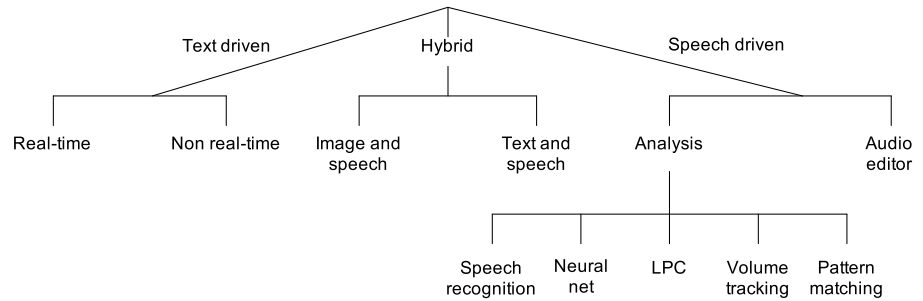 Text driven
Hybrid
Speech driven
Real-time
Non real-time
Image and
speech
Text and
speech
Analysis
Audio
editor
Speech
recognition
Neural
net
LPC
Volume
tracking
Pattern
matching